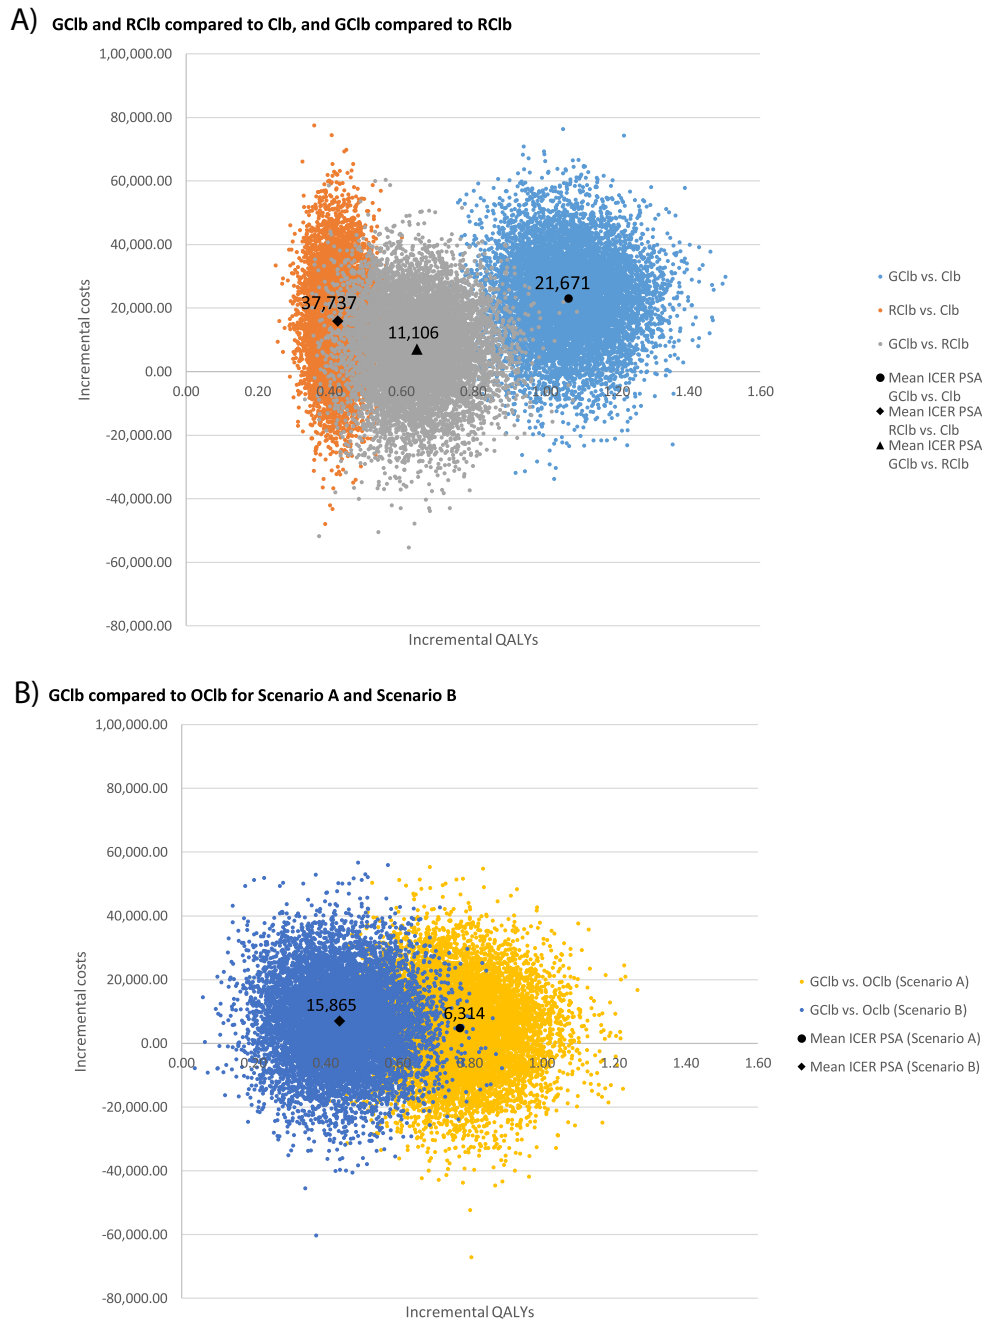 A) GClb and RClb compared to Clb, and GClb compared to RClb
1,00,000.00
80,000.00
60,000.00
40,000.00
20,000.00
0.00
-20,000.00
-40,000.00
-60,000.00
-80,000.00
Incremental costs
0.00 0.20 0.40 0.60 0.80 1.00 1.20 1.40 1.60
Incremental QALYs
37,737
11,106
21,671
GClb vs. Clb
RClb vs. Clb
GClb vs. RClb
Mean ICER PSA
GClb vs. Clb
Mean ICER PSA
RClb vs. Clb
Mean ICER PSA
GClb vs. RClb
B) GClb compared to OClb for Scenario A and Scenario B
1,00,000.00
80,000.00
60,000.00
40,000.00
20,000.00
0.00
-20,000.00
-40,000.00
-60,000.00
-80,000.00
Incremental costs
0.00 0.20 0.40 0.60 0.80 1.00 1.20 1.40 1.60
Incremental QALYs
15,865
6,314
GClb vs. OClb (Scenario A)
GClb vs. Oclb (Scenario B)
Mean ICER PSA (Scenario A)
Mean ICER PSA (Scenario B)